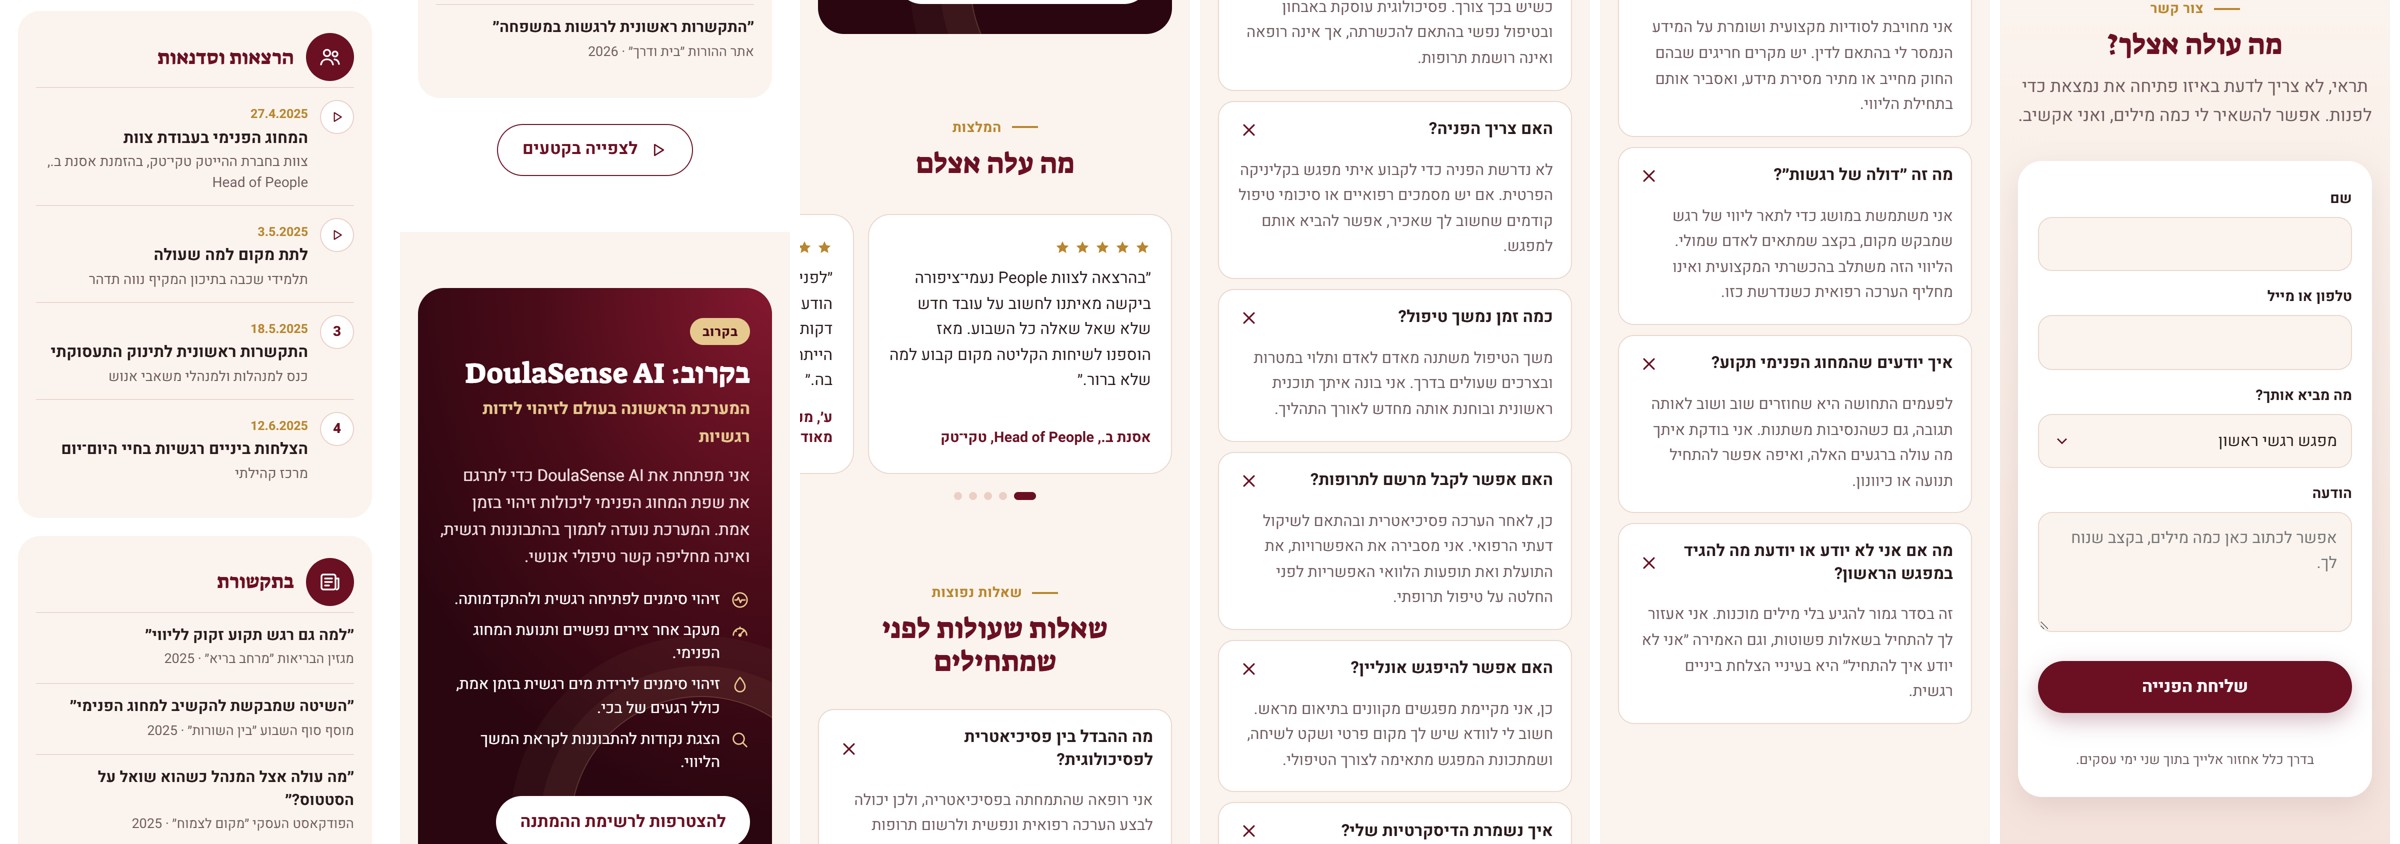 הרצאות וסדנאות
27.4.2025
המחוג הפנימי בעבודת צוות
צוות בחברת ההייטק טקי־טק, בהזמנת אסנת ב.,
Head of People
3.5.2025
לתת מקום למה שעולה
תלמידי שכבה בתיכון המקיף נווה תדהר
3
18.5.2025
התקשרות ראשונית לתינוק התעסוקתי
כנס למנהלות ולמנהלי משאבי אנוש
4
12.6.2025
הצלחות ביניים רגשיות בחיי היום־יום
מרכז קהילתי
בתקשורת
"למה גם רגש תקוע זקוק לליווי"
מגזין הבריאות "מרחב בריא" · 2025
"השיטה שמבקשת להקשיב למחוג הפנימי"
מוסף סוף השבוע "בין השורות" · 2025
"מה עולה אצל המנהל כשהוא שואל על
הסטטוס?"
הפודקאסט העסקי "מקום לצמוח" · 2025
"התקשרות ראשונית לרגשות במשפחה"
אתר ההורות "בית ודרך" · 2026
לצפייה בקטעים
בקרוב
בקרוב: DoulaSense AI
המערכת הראשונה בעולם לזיהוי לידות
רגשיות
אני מפתחת את DoulaSense AI כדי לתרגם
את שפת המחוג הפנימי ליכולות זיהוי בזמן
אמת. המערכת נועדה לתמוך בהתבוננות רגשית,
ואינה מחליפה קשר טיפולי אנושי.
זיהוי סימנים לפתיחה רגשית ולהתקדמותה.
מעקב אחר צירים נפשיים ותנועת המחוג
הפנימי.
זיהוי סימנים לירידת מים רגשית בזמן אמת,
כולל רגעים של בכי.
הצגת נקודות להתבוננות לקראת המשך
הליווי.
להצטרפות לרשימת ההמתנה
המלצות
מה עלה אצלם
"בהרצאה לצוות People נעמי־ציפורה
ביקשה מאיתנו לחשוב על עובד חדש
שלא שאל שאלה כל השבוע. מאז
הוספנו לשיחות הקליטה מקום קבוע למה
שלא ברור."
אסנת ב., Head of People, טקי־טק
"לפני
הודע
דקות
בה."
מאוד
שאלות נפוצות
שאלות שעולות לפני
שמתחילים
מה ההבדל בין פסיכיאטרית
לפסיכולוגית?
אני רופאה שהתמחתה בפסיכיאטריה, ולכן יכולה
לבצע הערכה רפואית ונפשית ולרשום תרופות
כשיש בכך צורך. פסיכולוגית עוסקת באבחון
ובטיפול נפשי בהתאם להכשרתה, אך אינה רופאה
ואינה רושמת תרופות.
האם צריך הפניה?
לא נדרשת הפניה כדי לקבוע איתי מפגש בקליניקה
הפרטית. אם יש מסמכים רפואיים או סיכומי טיפול
קודמים שחשוב לך שאכיר, אפשר להביא אותם
למפגש.
כמה זמן נמשך טיפול?
משך הטיפול משתנה מאדם לאדם ותלוי במטרות
ובצרכים שעולים בדרך. אני בונה איתך תוכנית
ראשונית ובוחנת אותה מחדש לאורך התהליך.
האם אפשר לקבל מרשם לתרופות?
כן, לאחר הערכה פסיכיאטרית ובהתאם לשיקול
דעתי הרפואי. אני מסבירה את האפשרויות, את
התועלת ואת תופעות הלוואי האפשריות לפני
החלטה על טיפול תרופתי.
האם אפשר להיפגש אונליין?
כן, אני מקיימת מפגשים מקוונים בתיאום מראש.
חשוב לי לוודא שיש לך מקום פרטי ושקט לשיחה,
ושמתכונת המפגש מתאימה לצורך הטיפולי.
איך נשמרת הדיסקרטיות שלי?
אני מחויבת לסודיות מקצועית ושומרת על המידע
הנמסר לי בהתאם לדין. יש מקרים חריגים שבהם
החוק מחייב או מתיר מסירת מידע, ואסביר אותם
בתחילת הליווי.
מה זה "דולה של רגשות"?
אני משתמשת במושג כדי לתאר ליווי של רגש
שמבקש מקום, בקצב שמתאים לאדם שמולי.
הליווי הזה משתלב בהכשרתי המקצועית ואינו
מחליף הערכה רפואית כשנדרשת כזו.
איך יודעים שהמחוג הפנימי תקוע?
לפעמים התחושה היא שחוזרים שוב ושוב לאותה
תגובה, גם כשהנסיבות משתנות. אני בודקת איתך
מה עולה ברגעים האלה, ואיפה אפשר להתחיל
תנועה או כיוונון.
מה אם אני לא יודע או יודעת מה להגיד
במפגש הראשון?
זה בסדר גמור להגיע בלי מילים מוכנות. אני אעזור
לך להתחיל בשאלות פשוטות, וגם האמירה "אני לא
יודע איך להתחיל" היא בעיניי הצלחת ביניים
רגשית.
צור קשר
מה עולה אצלך?
תראי, לא צריך לדעת באיזו פתיחה את נמצאת כדי
לפנות. אפשר להשאיר לי כמה מילים, ואני אקשיב.
שם
טלפון או מייל
מה מביא אותך?
מפגש רגשי ראשון
הודעה
אפשר לכתוב כאן כמה מילים, בקצב שנוח
לך.
שליחת הפנייה
בדרך כלל אחזור אלייך בתוך שני ימי עסקים.